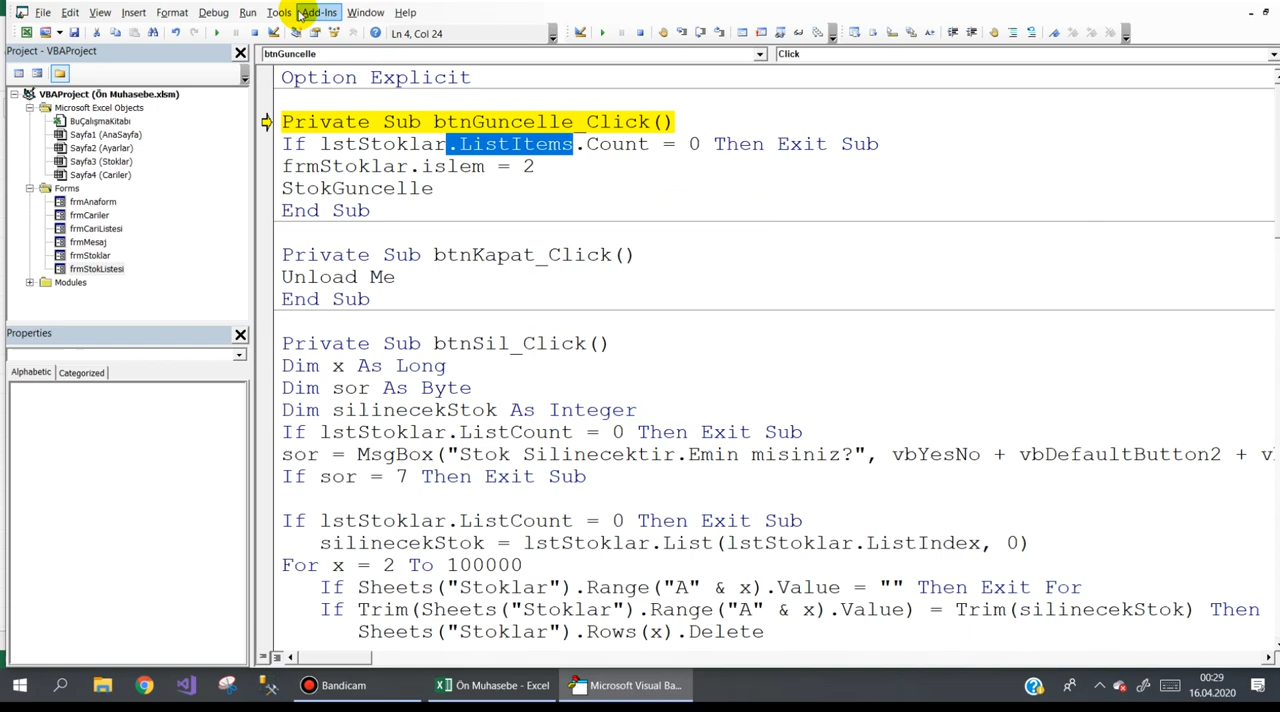 File Edit View Insert Format Debug Run Tools Add-Ins Window Help
Ln 4, Col 24
Project - VBAProject
btnGuncelle Click
VBAProject (Ön Muhasebe.xlsm)
Microsoft Excel Objects
BuÇalışmaKitabı
Sayfa1 (AnaSayfa)
Sayfa2 (Ayarlar)
Sayfa3 (Stoklar)
Sayfa4 (Cariler)
Forms
frmAnaform
frmCariler
frmCariListesi
frmMesaj
frmStoklar
frmStokListesi
Modules
Properties
Alphabetic Categorized
Option Explicit
Private Sub btnGuncelle_Click()
If lstStoklar.ListItems.Count = 0 Then Exit Sub
frmStoklar.islem = 2
StokGuncelle
End Sub
Private Sub btnKapat_Click()
Unload Me
End Sub
Private Sub btnSil_Click()
Dim x As Long
Dim sor As Byte
Dim silinecekStok As Integer
If lstStoklar.ListCount = 0 Then Exit Sub
sor = MsgBox("Stok Silinecektir.Emin misiniz?", vbYesNo + vbDefaultButton2 + v
If sor = 7 Then Exit Sub
If lstStoklar.ListCount = 0 Then Exit Sub
silinecekStok = lstStoklar.List(lstStoklar.ListIndex, 0)
For x = 2 To 100000
If Sheets("Stoklar").Range("A" & x).Value = "" Then Exit For
If Trim(Sheets("Stoklar").Range("A" & x).Value) = Trim(silinecekStok) Then
Sheets("Stoklar").Rows(x).Delete
Bandicam
Ön Muhasebe - Excel
Microsoft Visual Ba...
00:29
16.04.2020